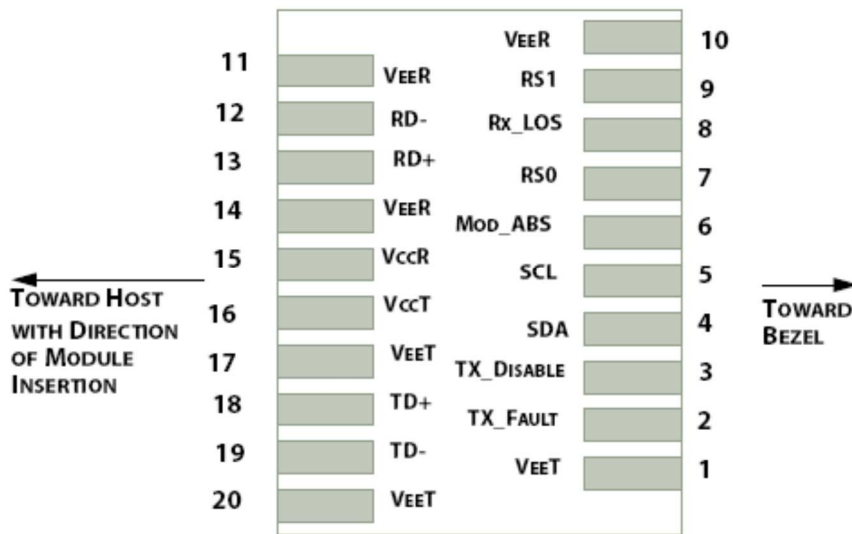 11 VEER
12 RD-
13 RD+
14 VEER
15 VCCR
16 VCCT
17 VEET
18 TD+
19 TD-
20 VEET
VEER 10
RS1 9
RX_LOS 8
RS0 7
MOD_ABS 6
SCL 5
SDA 4
TX_DISABLE 3
TX_FAULT 2
VEET 1
TOWARD HOST
WITH DIRECTION
OF MODULE
INSERTION
TOWARD
BEZEL